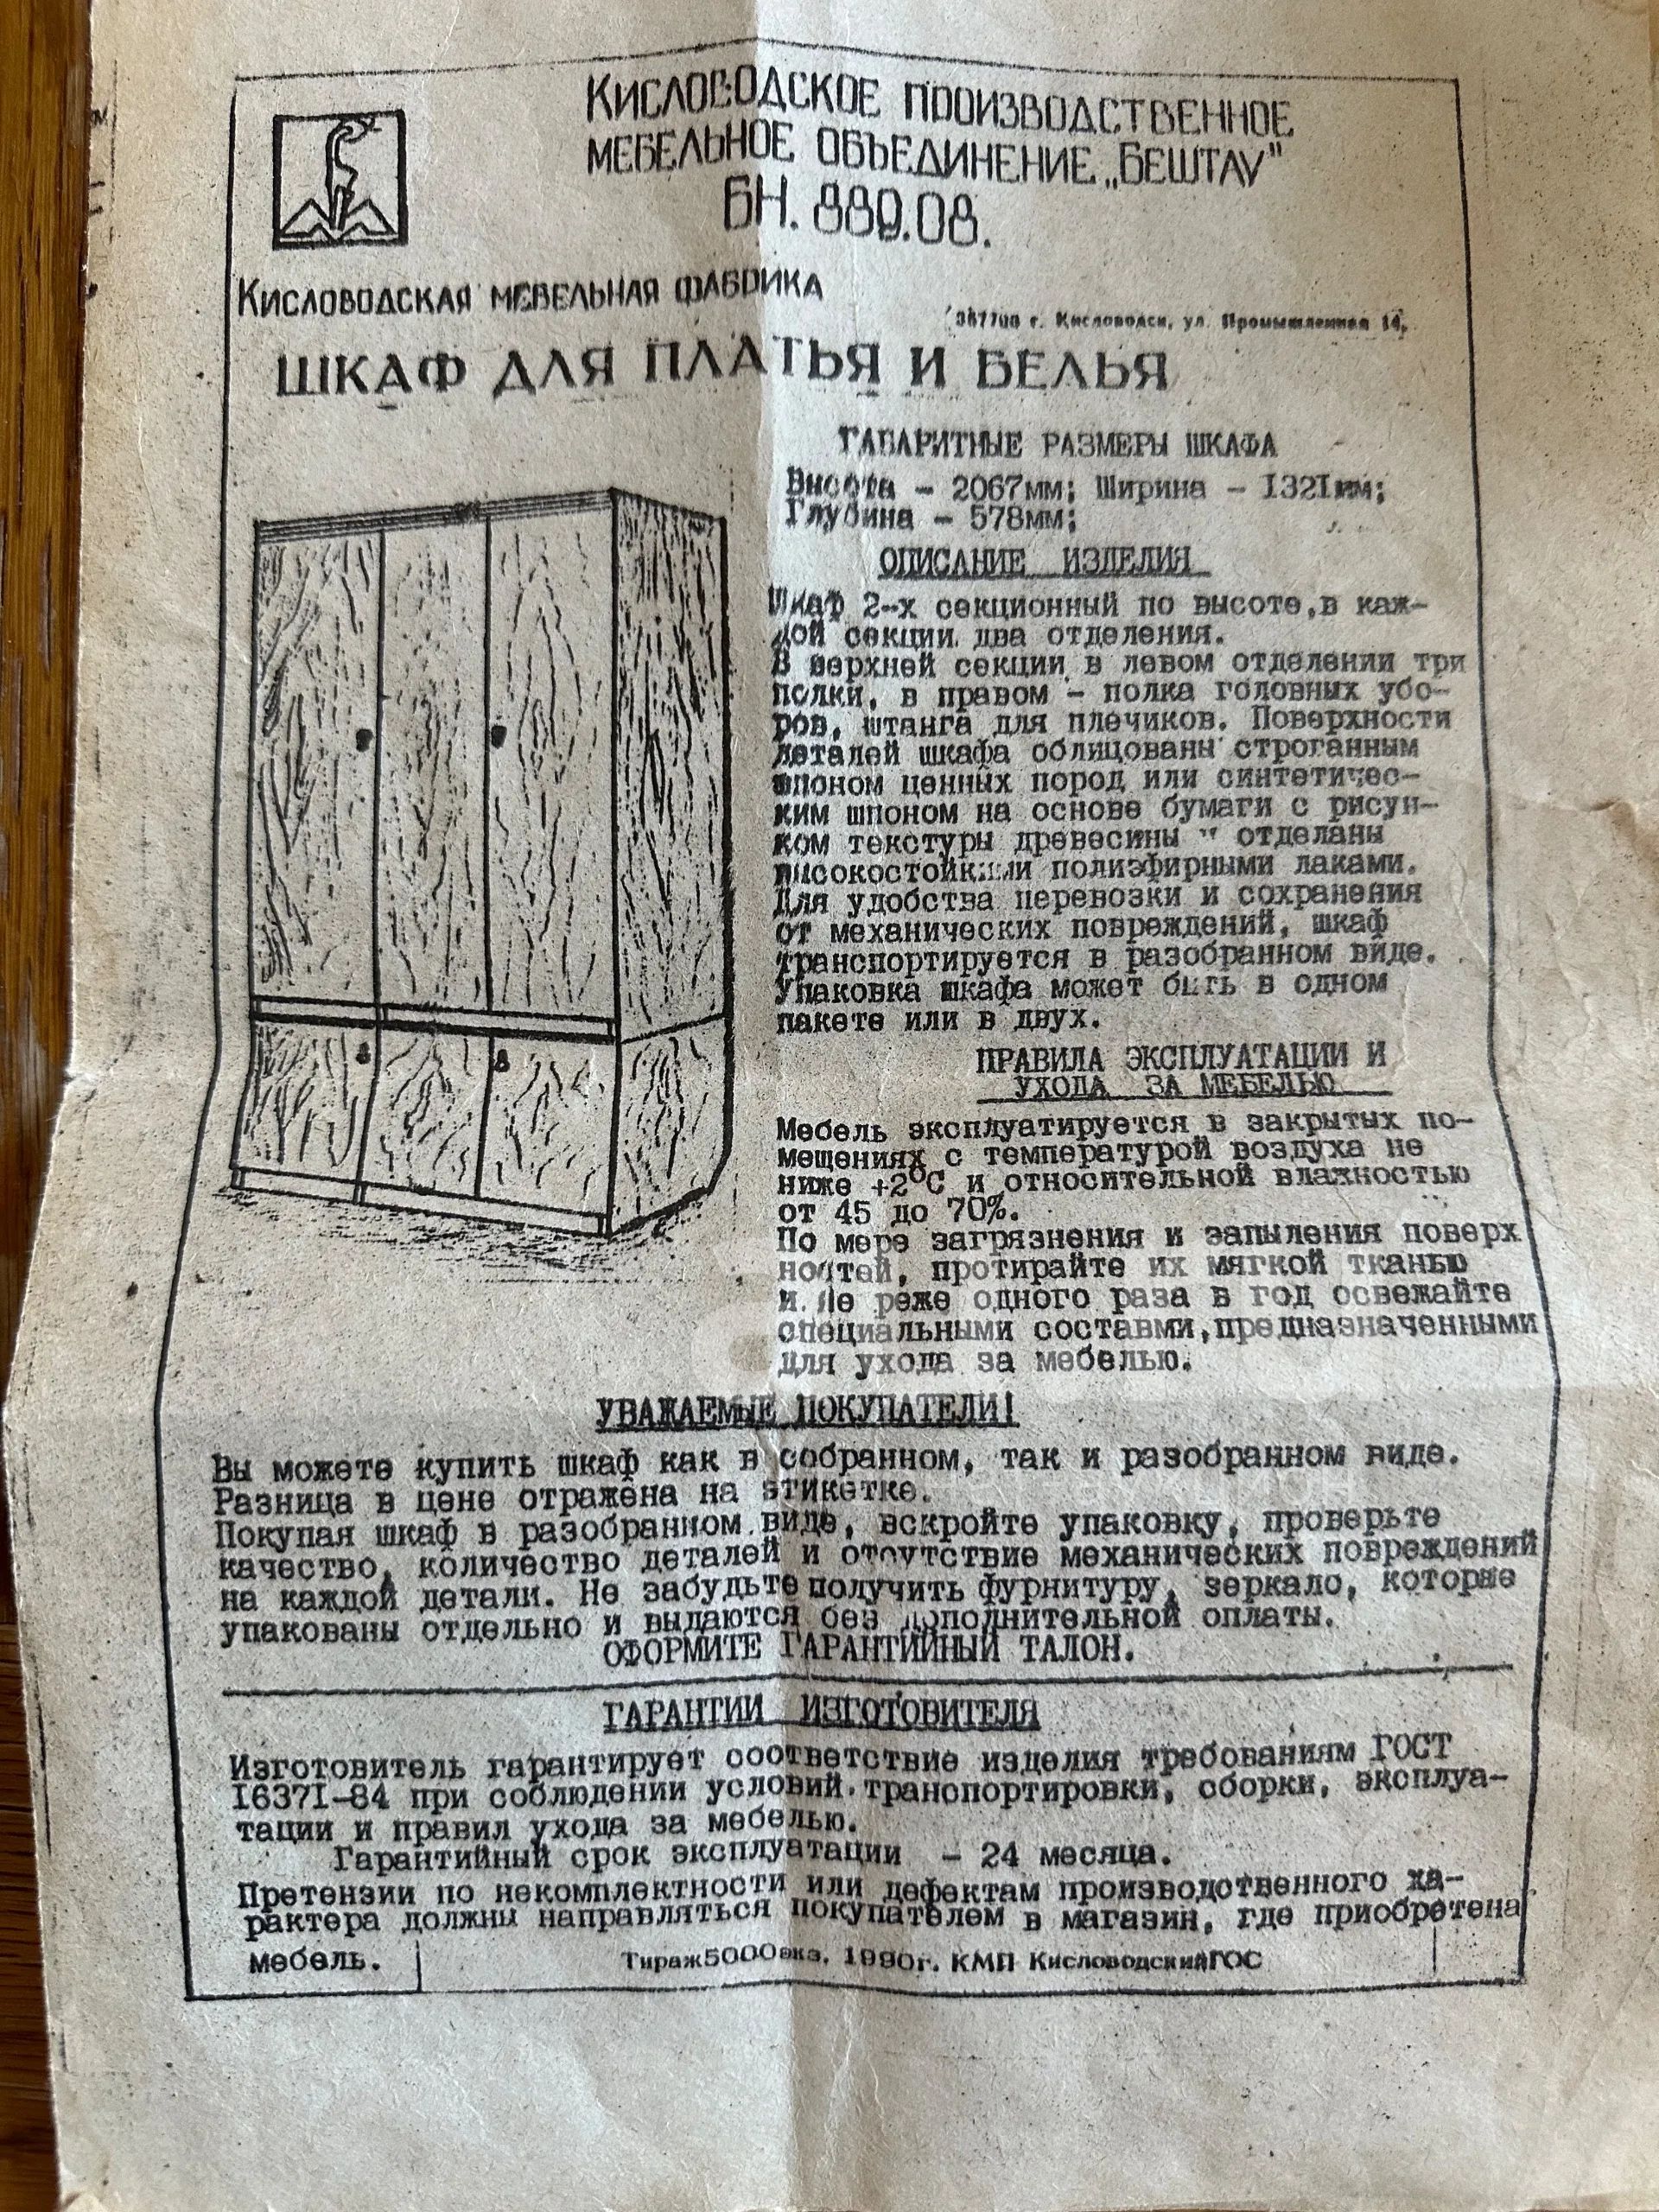 КИСЛОВОДСКОЕ ПРОИЗВОДСТВЕННОЕ
МЕБЕЛЬНОЕ ОБЪЕДИНЕНИЕ „БЕШТАУ"
БН. 880.08.
КИСЛОВОДСКАЯ МЕБЕЛЬНАЯ ФАБРИКА
г. Кисловодск, ул. Промышленная 14,
ШКАФ ДЛЯ ПЛАТЬЯ И БЕЛЬЯ
ГАБАРИТНЫЕ РАЗМЕРЫ ШКАФА
Высота – 2067мм; Ширина – 1321мм;
Глубина – 578мм;
ОПИСАНИЕ ИЗДЕЛИЯ
Шкаф 2-х секционный по высоте,в каж-
дой секции два отделения.
В верхней секции в левом отделении три
полки, в правом – полка головных убо-
ров, штанга для плечиков. Поверхности
деталей шкафа облицованы строганным
шпоном ценных пород или синтетичес-
ким шпоном на основе бумаги с рисун-
ком текстуры древесины отделаны
высокостойкими полиэфирными лаками.
Для удобства перевозки и сохранения
от механических повреждений, шкаф
транспортируется в разобранном виде.
Упаковка шкафа может быть в одном
пакете или в двух.
ПРАВИЛА ЭКСПЛУАТАЦИИ И
УХОДА ЗА МЕБЕЛЬЮ
Мебель эксплуатируется в закрытых по-
мещениях с температурой воздуха не
ниже +2°С и относительной влажностью
от 45 до 70%.
По мере загрязнения и запыления поверх
ностей, протирайте их мягкой тканью
и не реже одного раза в год освежайте
специальными составми,предназначенными
для ухода за мебелью.
УВАЖАЕМЫЕ ПОКУПАТЕЛИ!
Вы можете купить шкаф как в собранном, так и разобранном виде.
Разница в цене отражена на этикетке.
Покупая шкаф в разобранном виде, вскройте упаковку, проверьте
качество, количество деталей и отсутствие механических повреждений
на каждой детали. Не забудьте получить фурнитуру, зеркало, которые
упакованы отдельно и выдаются без дополнительной оплаты.
ОФОРМИТЕ ГАРАНТИЙНЫЙ ТАЛОН.
ГАРАНТИИ ИЗГОТОВИТЕЛЯ
Изготовитель гарантирует соответствие изделия требованиям ГОСТ
16371-84 при соблюдении условий транспортировки, сборки, эксплуа-
тации и правил ухода за мебелью.
Гарантийный срок эксплуатации – 24 месяца.
Претензии по некомплектности или дефектам производственного ха-
рактера должны направляться покупателем в магазин, где приобретена
мебель.
Тираж5000экз. 1990г. КМП КисловодскийГОС